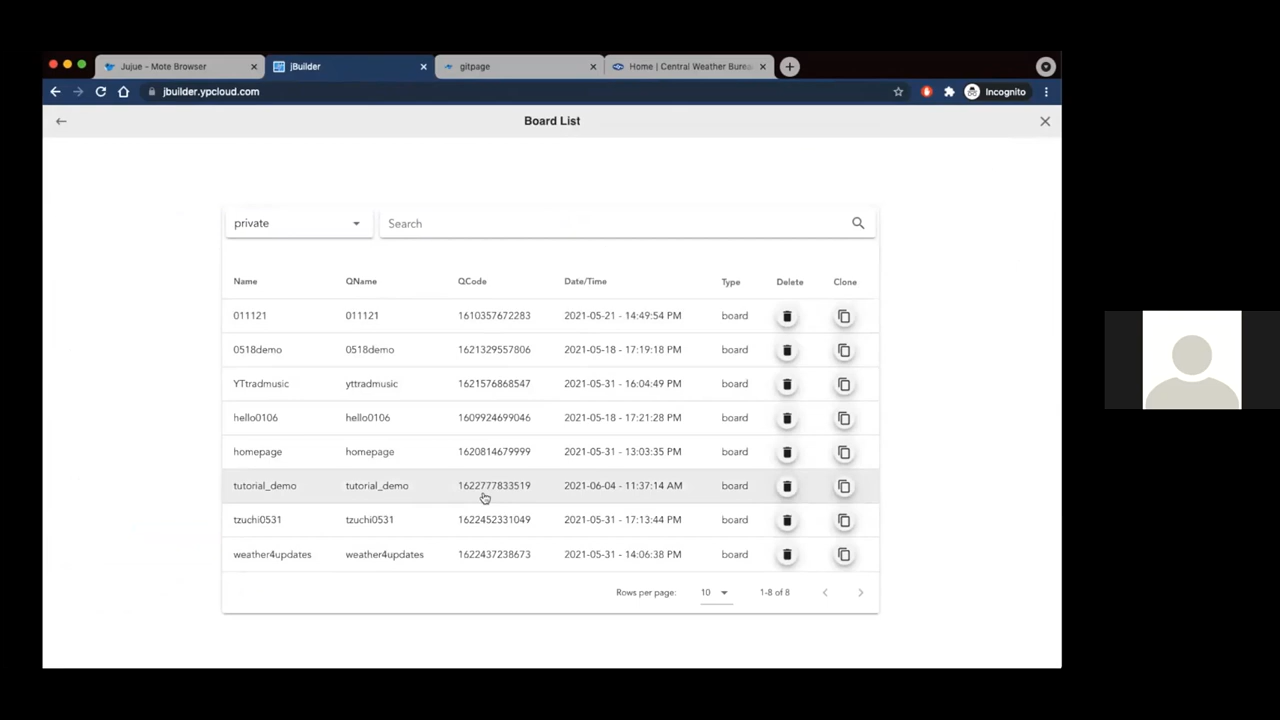 Jujue - Mote Browser jBuilder gitpage Home | Central Weather Burea
jbuilder.ypcloud.com Incognito
Board List
private Search
Name QName QCode Date/Time Type Delete Clone
011121 011121 1610357672283 2021-05-21 - 14:49:54 PM board
0518demo 0518demo 1621329557806 2021-05-18 - 17:19:18 PM board
YTtradmusic yttradmusic 1621576868547 2021-05-31 - 16:04:49 PM board
hello0106 hello0106 1609924699046 2021-05-18 - 17:21:28 PM board
homepage homepage 1620814679999 2021-05-31 - 13:03:35 PM board
tutorial_demo tutorial_demo 1622777833519 2021-06-04 - 11:37:14 AM board
tzuchi0531 tzuchi0531 1622452331049 2021-05-31 - 17:13:44 PM board
weather4updates weather4updates 1622437238673 2021-05-31 - 14:06:38 PM board
Rows per page: 10 1-8 of 8